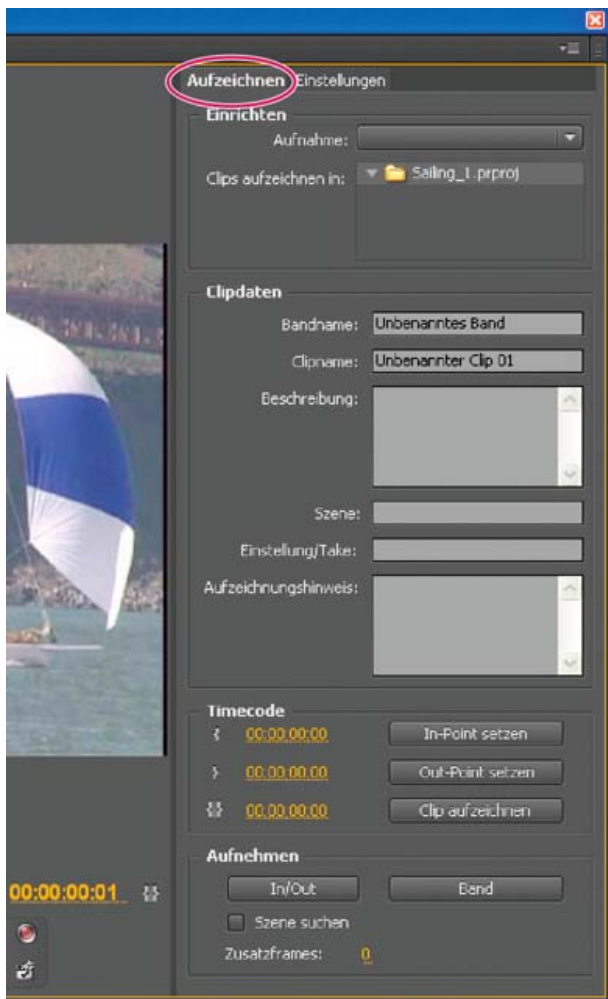 Aufzeichnen Einstellungen
Einrichten
Aufnahme:
Clips aufzeichnen in: Sailing_1.prproj
Clipdaten
Bandname: Unbenanntes Band
Clipname: Unbenannter Clip 01
Beschreibung:
Szene:
Einstellung/Take:
Aufzeichnungshinweis:
Timecode
{ 00:00:00:00 In-Point setzen
} 00:00:00:00 Out-Point setzen
{} 00:00:00:00 Clip aufzeichnen
Aufnehmen
In/Out Band
Szene suchen
Zusatzframes: 0
00:00:00:01 {}